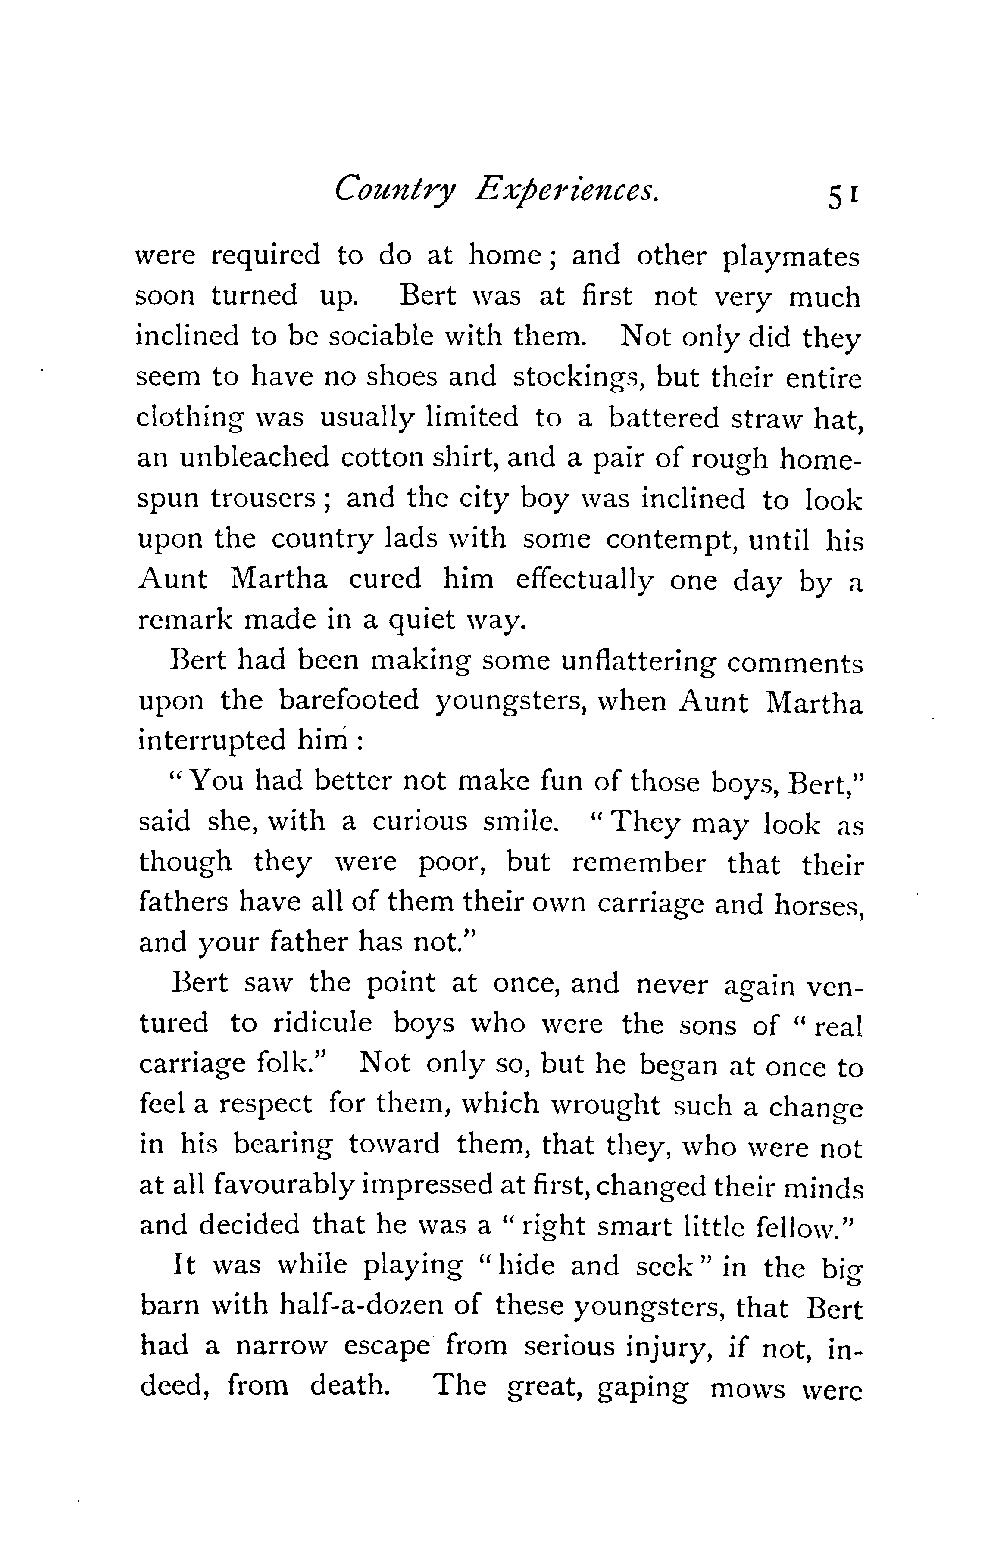 Country Experiences. 51
were required to do at home ; and other playmates
soon turned up. Bert was at first not very much
inclined to be sociable with them. Not only did they
seem to have no shoes and stockings, but their entire
clothing was usually limited to a battered straw hat,
an unbleached cotton shirt, and a pair of rough home-
spun trousers ; and the city boy was inclined to look
upon the country lads with some contempt, until his
Aunt Martha cured him effectually one day by a
remark made in a quiet way.
Bert had been making some unflattering comments
upon the barefooted youngsters, when Aunt Martha
interrupted him :
“ You had better not make fun of those boys, Bert,”
said she, with a curious smile. “ They may look as
though they were poor, but remember that their
fathers have all of them their own carriage and horses,
and your father has not.”
Bert saw the point at once, and never again ven-
tured to ridicule boys who were the sons of “ real
carriage folk.” Not only so, but he began at once to
feel a respect for them, which wrought such a change
in his bearing toward them, that they, who were not
at all favourably impressed at first, changed their minds
and decided that he was a “ right smart little fellow.”
It was while playing “ hide and seek ” in the big
barn with half-a-dozen of these youngsters, that Bert
had a narrow escape from serious injury, if not, in-
deed, from death. The great, gaping mows were